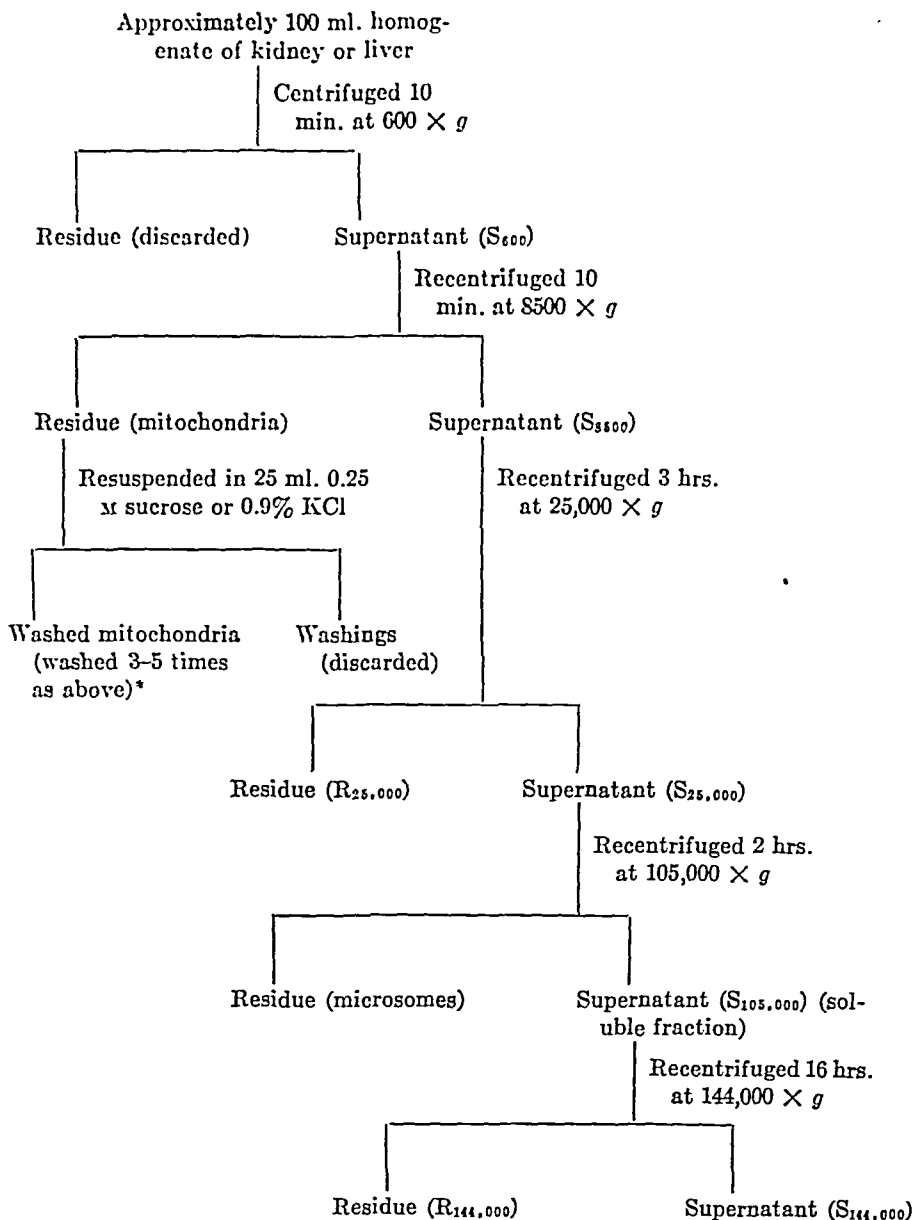 Approximately 100 ml. homog-
enate of kidney or liver
Centrifuged 10
min. at 600 × g
Residue (discarded)
Supernatant (S₆₀₀)
Recentrifuged 10
min. at 8500 × g
Residue (mitochondria)
Supernatant (S₈₅₀₀)
Resuspended in 25 ml. 0.25
M sucrose or 0.9% KCl
Recentrifuged 3 hrs.
at 25,000 × g
Washed mitochondria
(washed 3–5 times
as above)*
Washings
(discarded)
Residue (R₂₅,₀₀₀)
Supernatant (S₂₅,₀₀₀)
Recentrifuged 2 hrs.
at 105,000 × g
Residue (microsomes)
Supernatant (S₁₀₅,₀₀₀) (sol-
uble fraction)
Recentrifuged 16 hrs.
at 144,000 × g
Residue (R₁₄₄,₀₀₀)
Supernatant (S₁₄₄,₀₀₀)